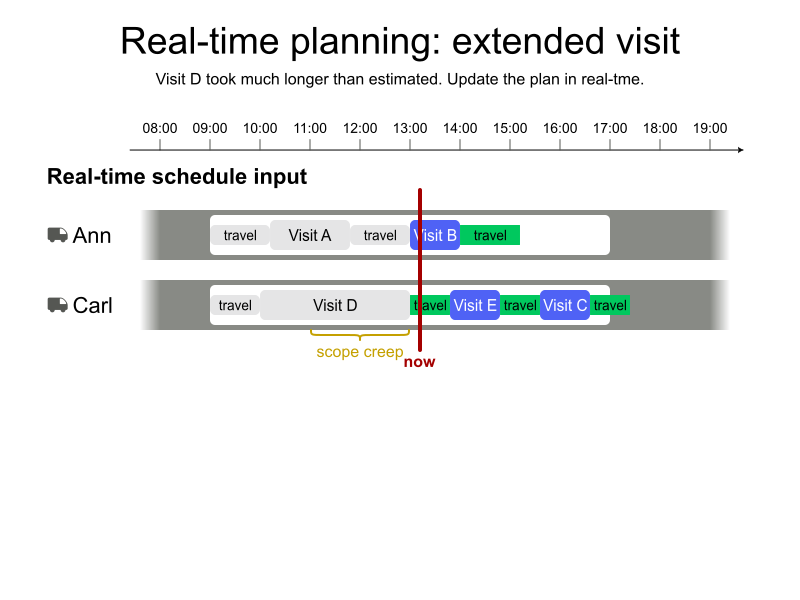 Real-time planning: extended visit
Visit D took much longer than estimated. Update the plan in real-tme.
08:00 09:00 10:00 11:00 12:00 13:00 14:00 15:00 16:00 17:00 18:00 19:00
Real-time schedule input
Ann travel Visit A travel Visit B travel
Carl travel Visit D travel Visit E travel Visit C travel
scope creep
now